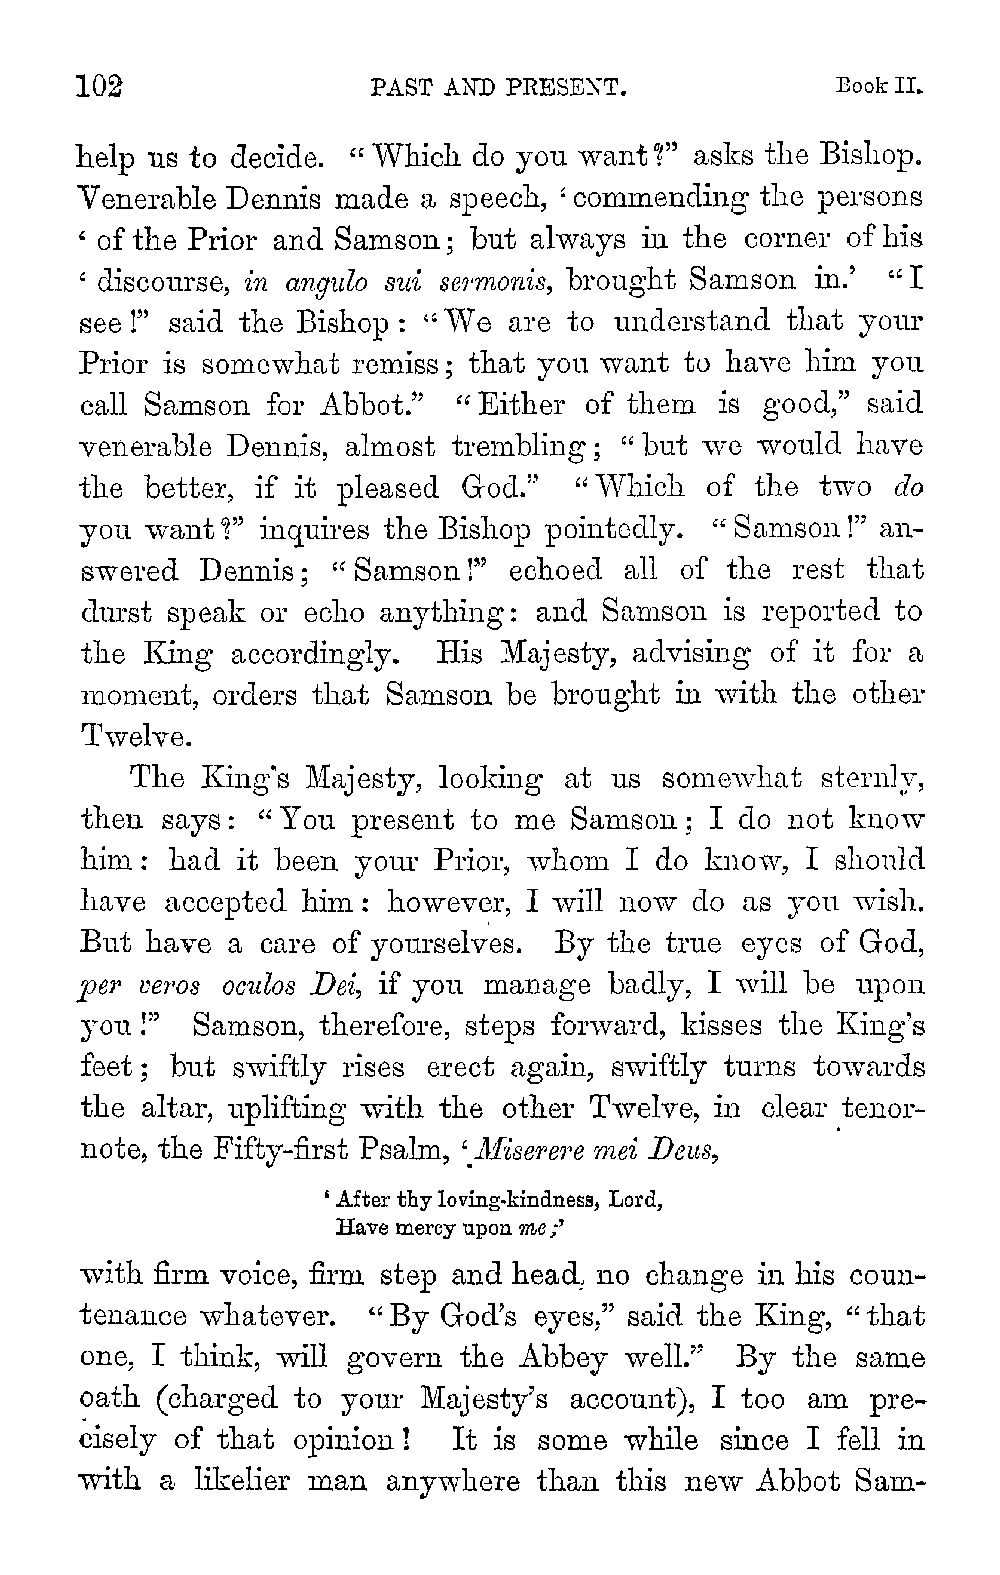 102 PAST AND PRESENT. Book II.
help us to decide. “Which do you want?” asks the Bishop.
Venerable Dennis made a speech, ‘commending the persons
‘ of the Prior and Samson; but always in the corner of his
‘ discourse, in angulo sui sermonis, brought Samson in.’ “I
see!” said the Bishop: “We are to understand that your
Prior is somewhat remiss; that you want to have him you
call Samson for Abbot.” “Either of them is good,” said
venerable Dennis, almost trembling; “but we would have
the better, if it pleased God.” “Which of the two do
you want?” inquires the Bishop pointedly. “Samson!” an-
swered Dennis; “Samson!” echoed all of the rest that
durst speak or echo anything: and Samson is reported to
the King accordingly. His Majesty, advising of it for a
moment, orders that Samson be brought in with the other
Twelve.
The King's Majesty, looking at us somewhat sternly,
then says: “You present to me Samson; I do not know
him: had it been your Prior, whom I do know, I should
have accepted him: however, I will now do as you wish.
But have a care of yourselves. By the true eyes of God,
per veros oculos Dei, if you manage badly, I will be upon
you!” Samson, therefore, steps forward, kisses the King’s
feet; but swiftly rises erect again, swiftly turns towards
the altar, uplifting with the other Twelve, in clear tenor-
note, the Fifty-first Psalm, ‘Miserere mei Deus,
‘ After thy loving-kindness, Lord,
Have mercy upon me;’
with firm voice, firm step and head, no change in his coun-
tenance whatever. “By God’s eyes,” said the King, “that
one, I think, will govern the Abbey well.” By the same
oath (charged to your Majesty’s account), I too am pre-
cisely of that opinion! It is some while since I fell in
with a likelier man anywhere than this new Abbot Sam-